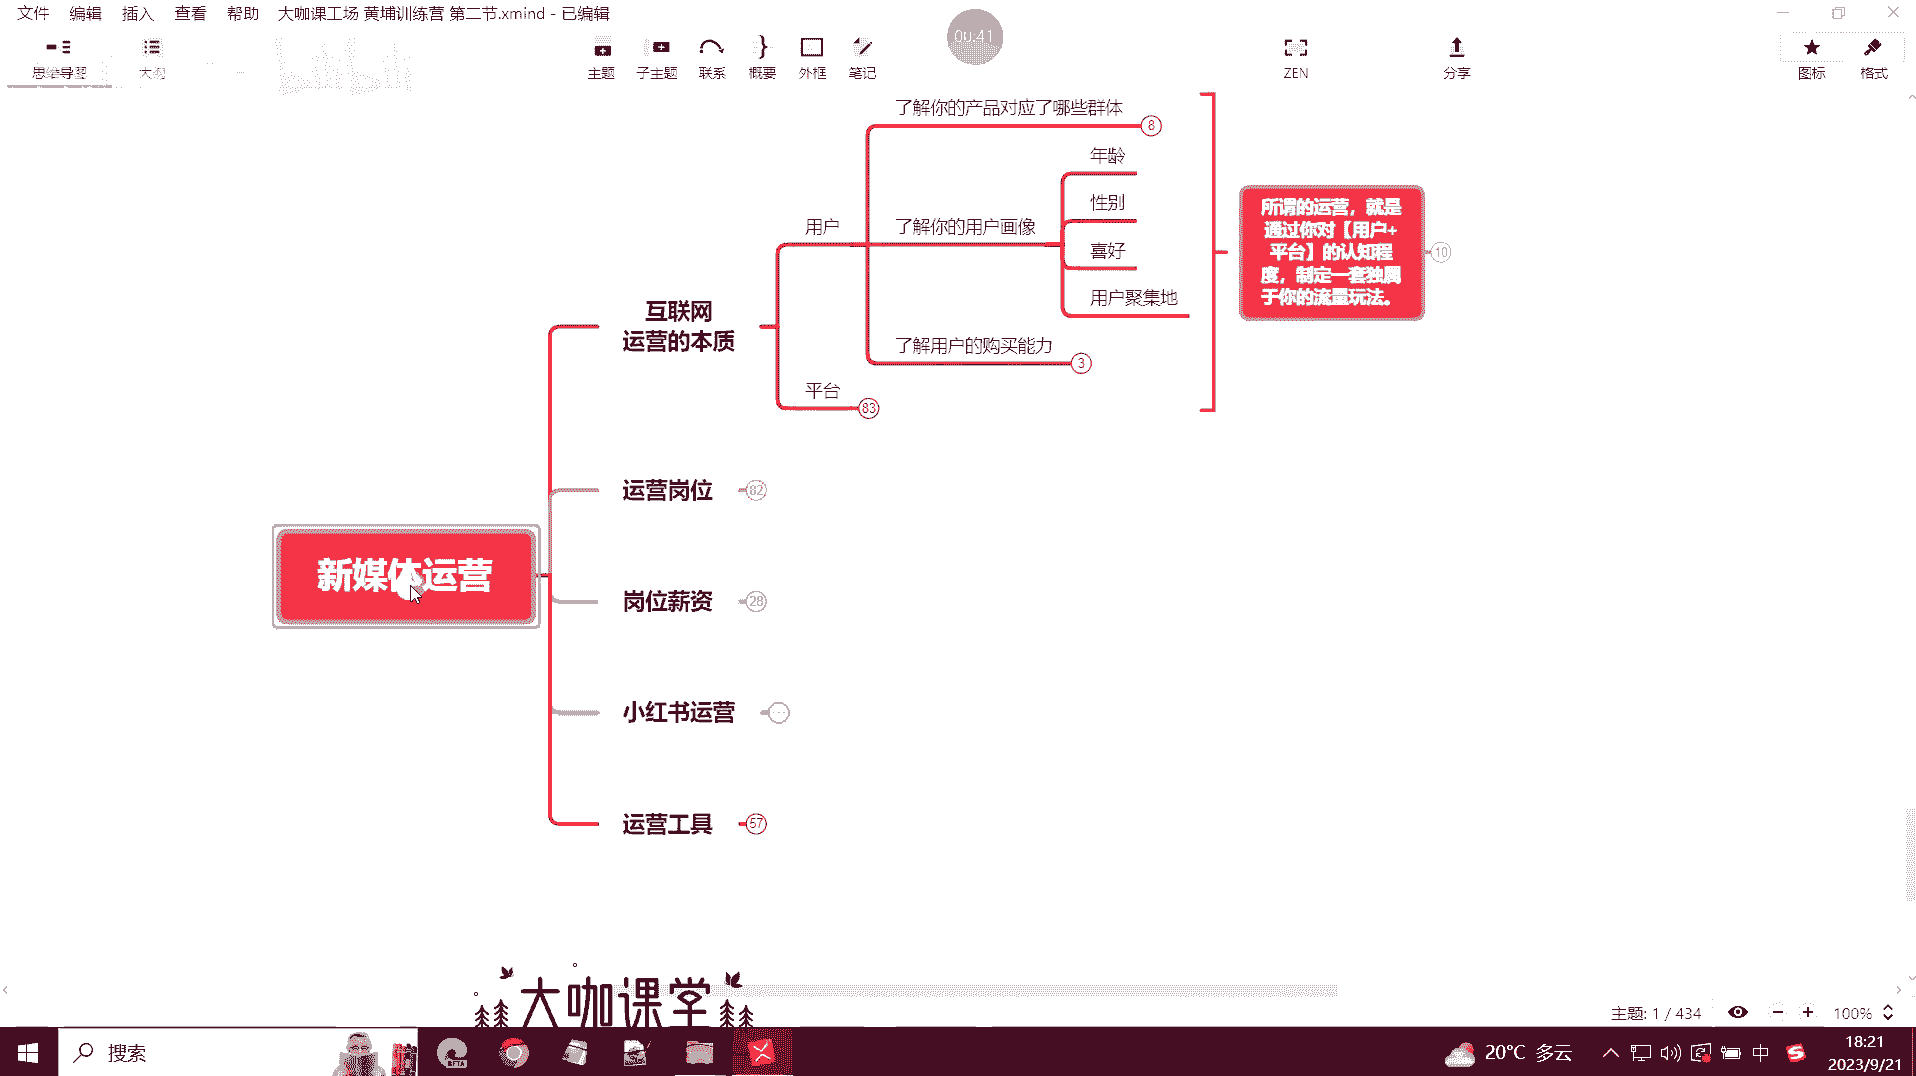 文件 编辑 插入 查看 帮助 大咖课工场 黄埔训练营 第二节.xmind - 已编辑
思维导图 大纲 主题 子主题 联系 概要 外框 笔记 00:41 ZEN 分享 图标 格式
了解你的产品对应了哪些群体 8
年龄
性别
了解你的用户画像
喜好
用户聚集地
用户
了解用户的购买能力 3
平台 83
互联网
运营的本质
所谓的运营，就是
通过你对【用户+
平台】的认知程
度，制定一套独属
于你的流量玩法。
10
运营岗位 82
新媒体运营
岗位薪资 28
小红书运营
运营工具 57
大咖课堂
主题: 1 / 434 100%
搜索 BETA 20°C 多云 中 18:21
2023/9/21